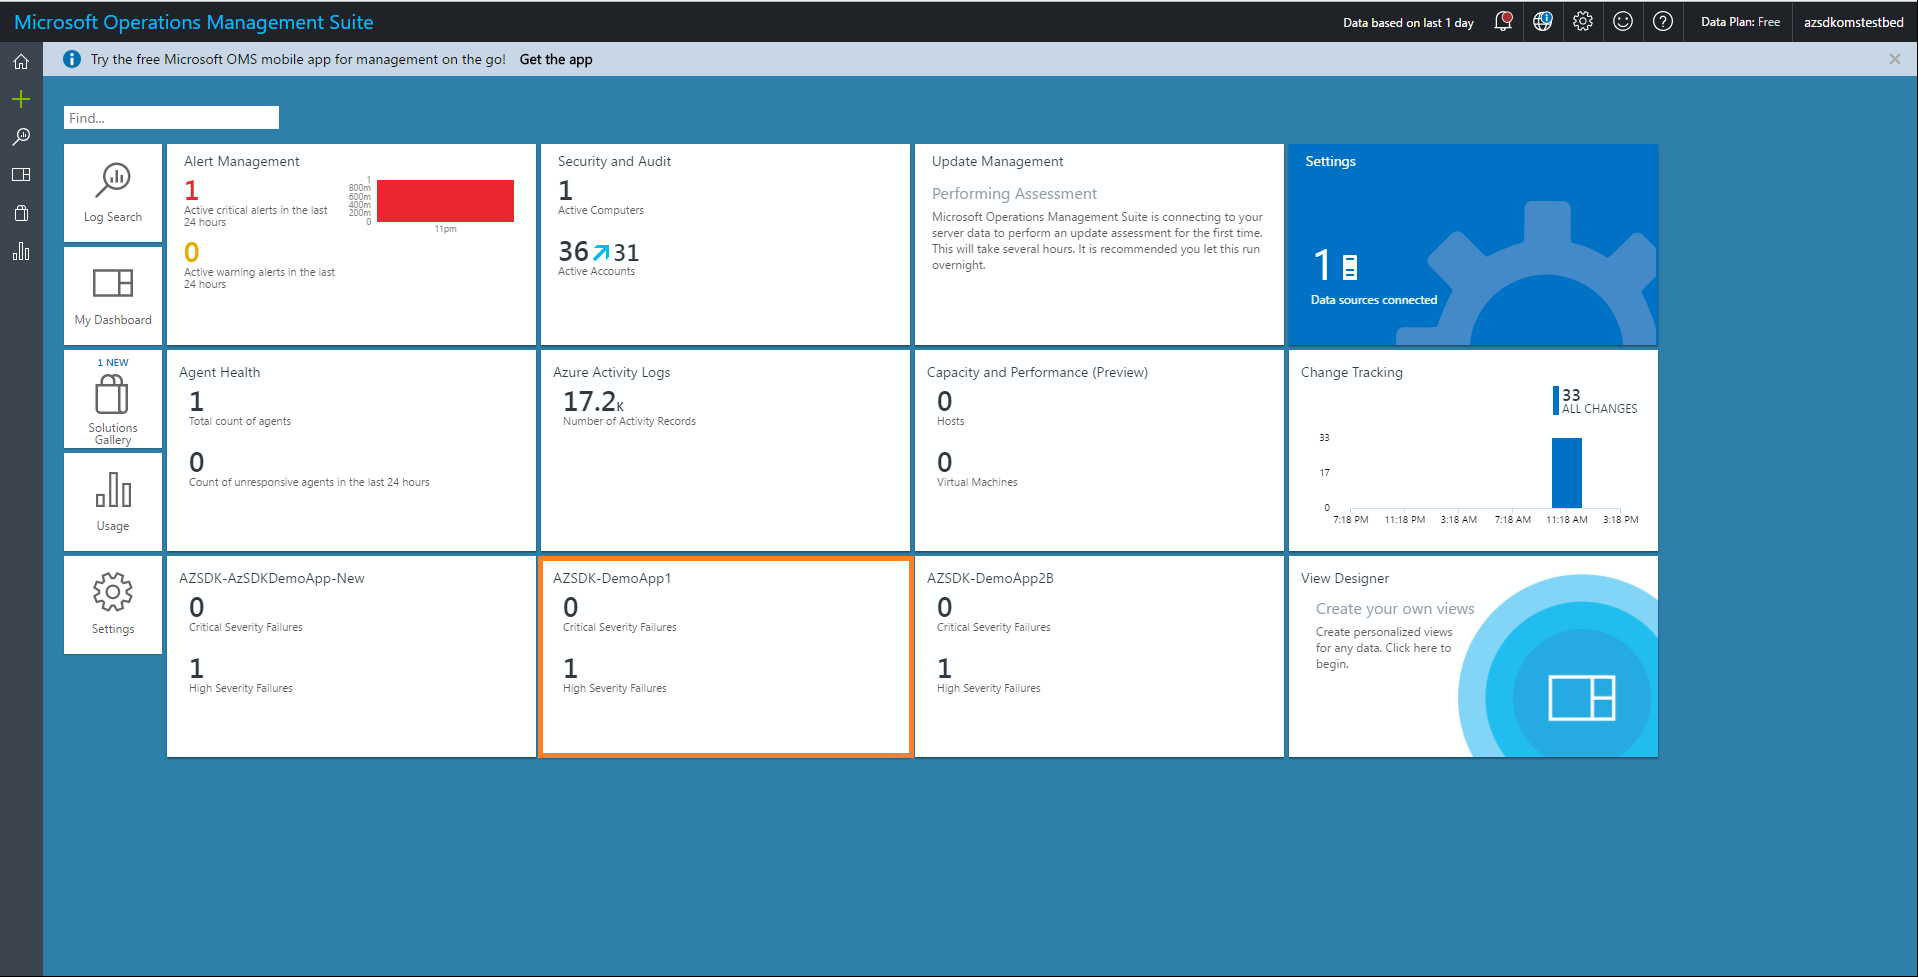 Microsoft Operations Management Suite
Data based on last 1 day
Data Plan: Free
azsdkomstestbed
Try the free Microsoft OMS mobile app for management on the go! Get the app
Find...
Log Search
My Dashboard
1 NEW
Solutions
Gallery
Usage
Settings
Alert Management
1
Active critical alerts in the last
24 hours
0
Active warning alerts in the last
24 hours
1
800m
600m
400m
200m
0
11pm
Security and Audit
1
Active Computers
36 31
Active Accounts
Update Management
Performing Assessment
Microsoft Operations Management Suite is connecting to your
server data to perform an update assessment for the first time.
This will take several hours. It is recommended you let this run
overnight.
Settings
1
Data sources connected
Agent Health
1
Total count of agents
0
Count of unresponsive agents in the last 24 hours
Azure Activity Logs
17.2K
Number of Activity Records
Capacity and Performance (Preview)
0
Hosts
0
Virtual Machines
Change Tracking
33
ALL CHANGES
33
17
0
7:18 PM 11:18 PM 3:18 AM 7:18 AM 11:18 AM 3:18 PM
AZSDK-AzSDKDemoApp-New
0
Critical Severity Failures
1
High Severity Failures
AZSDK-DemoApp1
0
Critical Severity Failures
1
High Severity Failures
AZSDK-DemoApp2B
0
Critical Severity Failures
1
High Severity Failures
View Designer
Create your own views
Create personalized views
for any data. Click here to
begin.